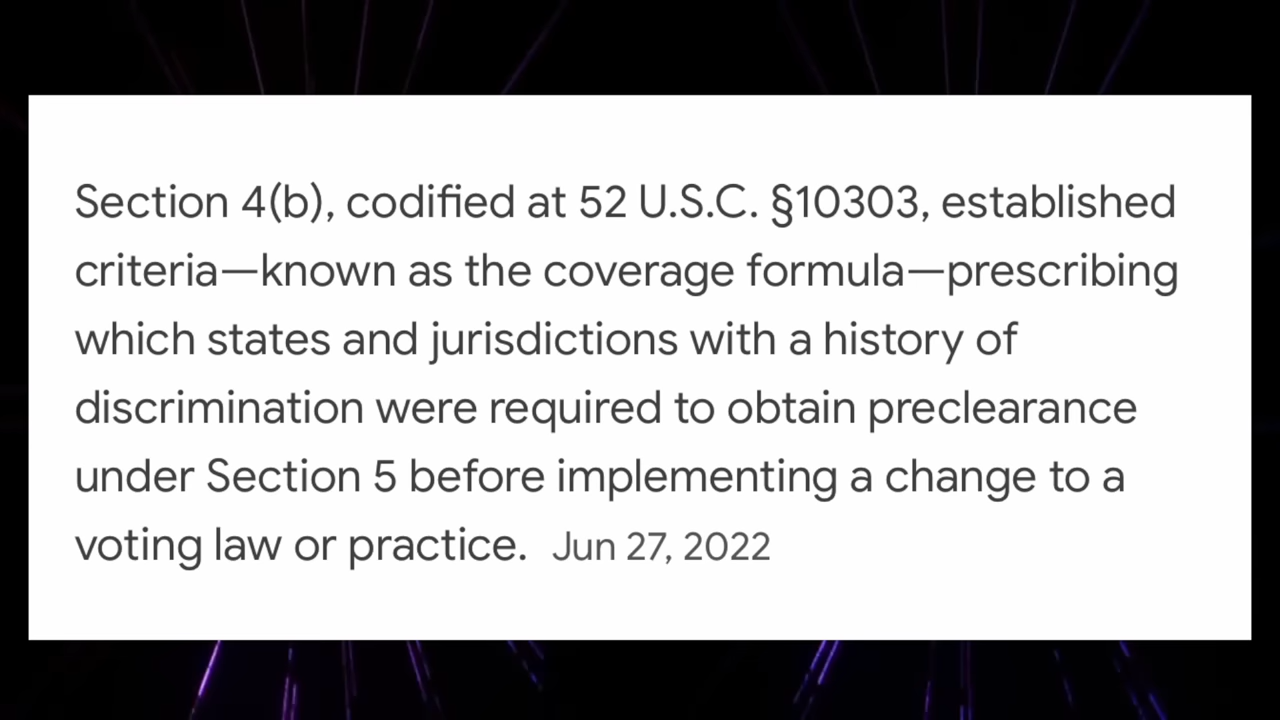 Section 4(b), codified at 52 U.S.C. §10303, established
criteria—known as the coverage formula—prescribing
which states and jurisdictions with a history of
discrimination were required to obtain preclearance
under Section 5 before implementing a change to a
voting law or practice. Jun 27, 2022